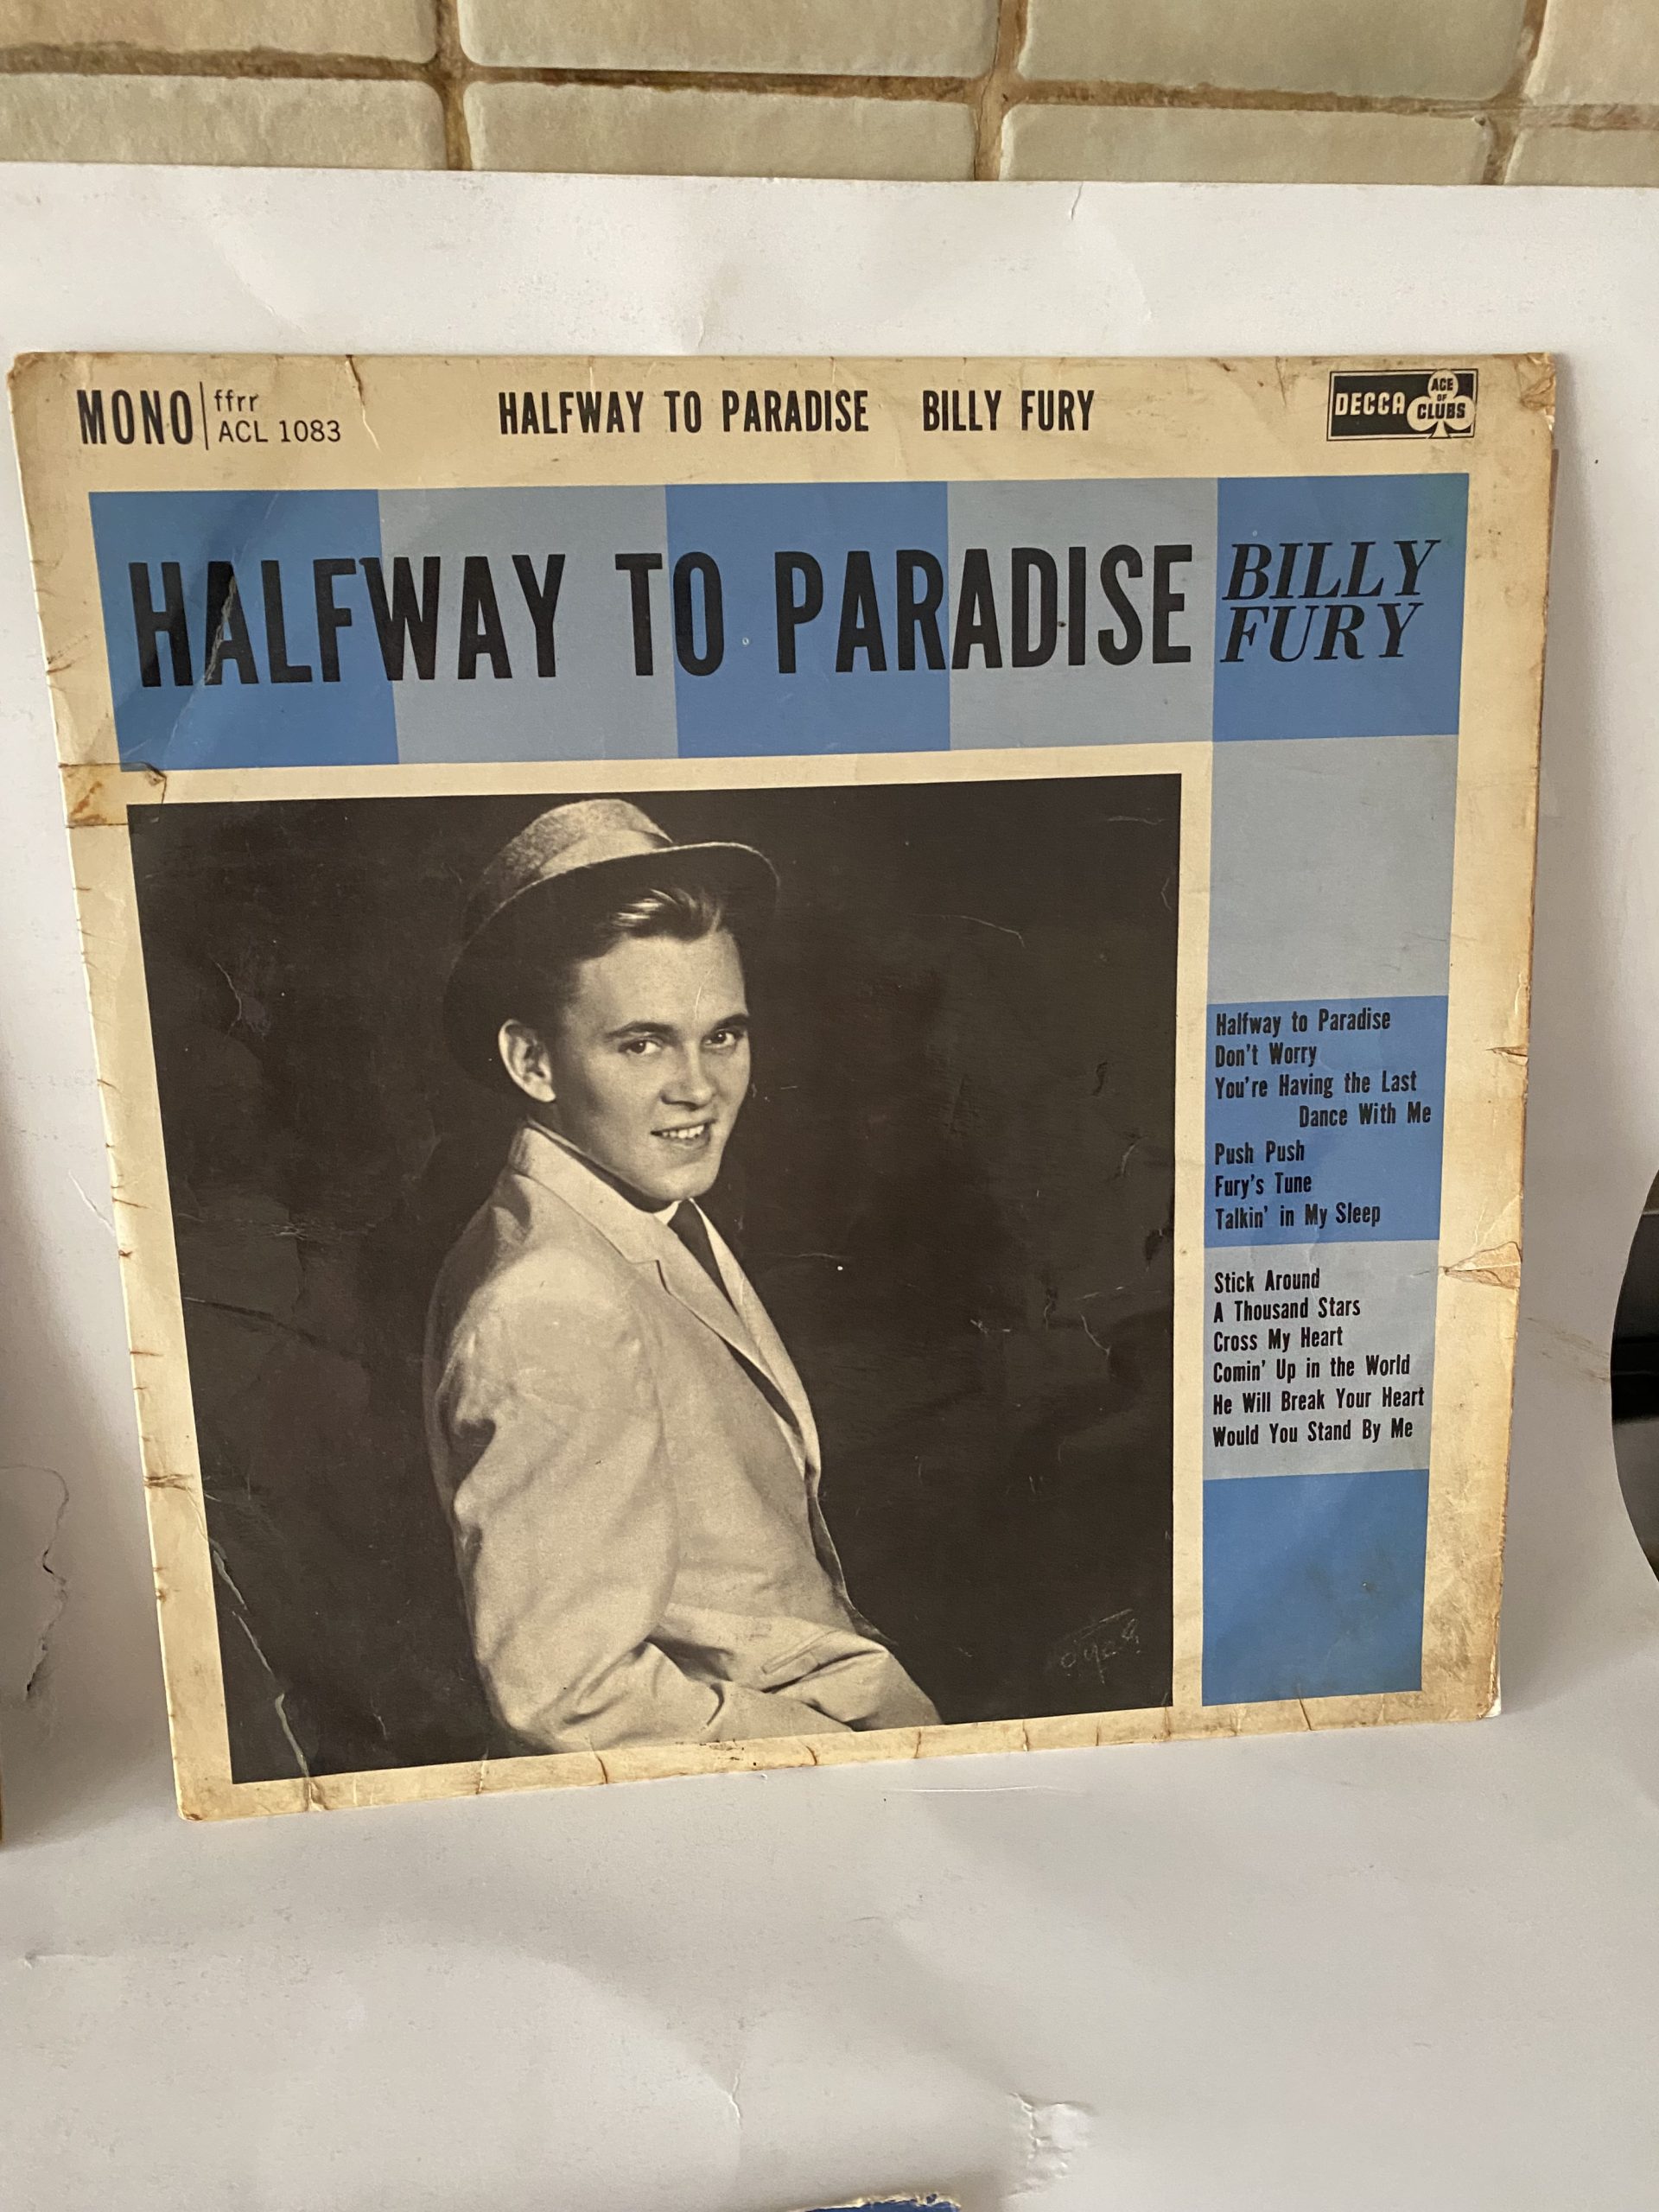 MONO ffrr
ACL 1083
HALFWAY TO PARADISE BILLY FURY
DECCA ACE OF CLUBS
HALFWAY TO PARADISE
BILLY
FURY
Halfway to Paradise
Don't Worry
You're Having the Last
Dance With Me
Push Push
Fury's Tune
Talkin' in My Sleep
Stick Around
A Thousand Stars
Cross My Heart
Comin' Up in the World
He Will Break Your Heart
Would You Stand By Me